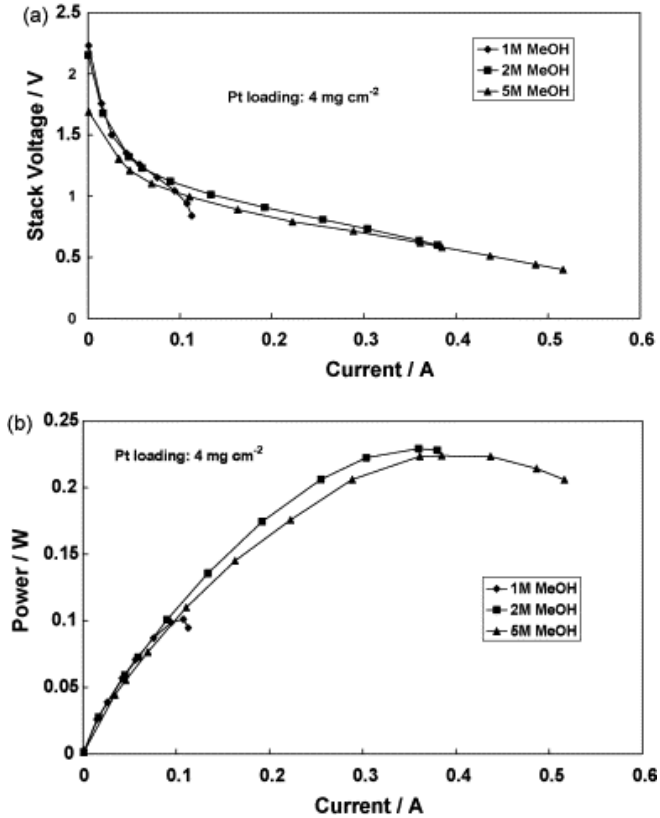 (a)
2.5
2
1.5
1
0.5
0
Stack Voltage / V
1M MeOH
2M MeOH
5M MeOH
Pt loading: 4 mg cm⁻²
0 0.1 0.2 0.3 0.4 0.5 0.6
Current / A
(b)
0.25
0.2
0.15
0.1
0.05
0
Power / W
Pt loading: 4 mg cm⁻²
1M MeOH
2M MeOH
5M MeOH
0 0.1 0.2 0.3 0.4 0.5 0.6
Current / A